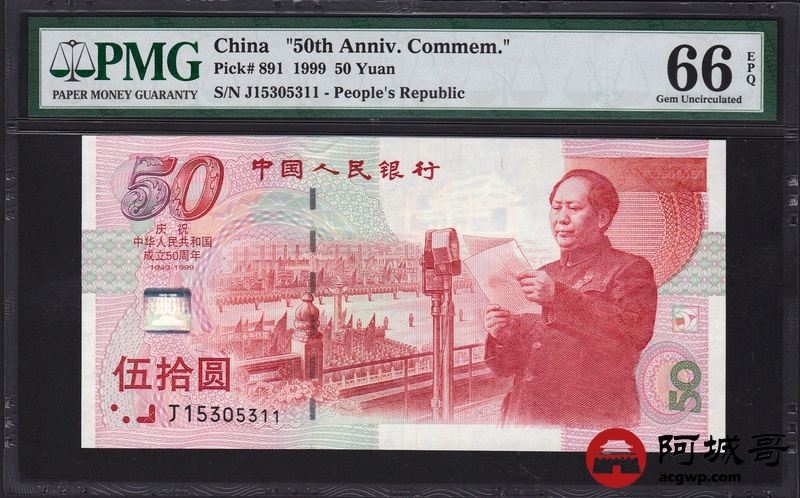 PMG
PAPER MONEY GUARANTY
China "50th Anniv. Commem."
Pick# 891 1999 50 Yuan
S/N J15305311 - People's Republic
66
EPQ
Gem Uncirculated
50
中国人民银行
庆祝
中华人民共和国
成立50周年
1949-1999
伍拾圆
J15305311
50
阿城哥
acgwp.com